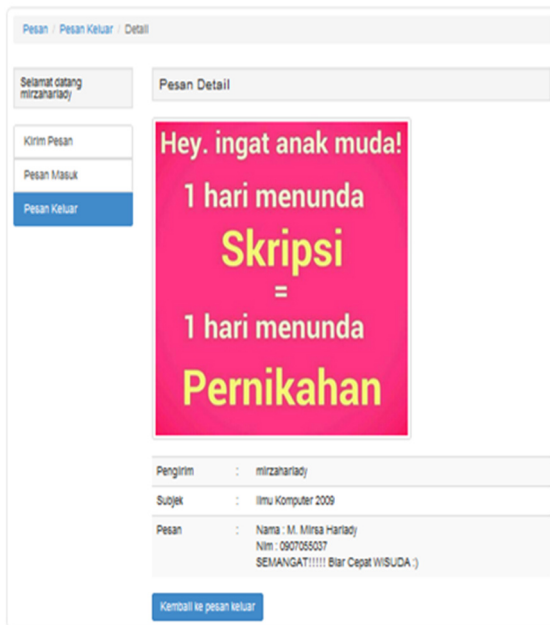 Pesan / Pesan Keluar / Detail
Selamat datang
mirzahariady
Kirim Pesan
Pesan Masuk
Pesan Keluar
Pesan Detail
Hey. ingat anak muda!
1 hari menunda
Skripsi
=
1 hari menunda
Pernikahan
Pengirim : mirzahariady
Subjek : Ilmu Komputer 2009
Pesan : Nama : M. Mirsa Hariady
Nim : 0907055037
SEMANGAT!!!!! Biar Cepat WISUDA :)
Kembali ke pesan keluar